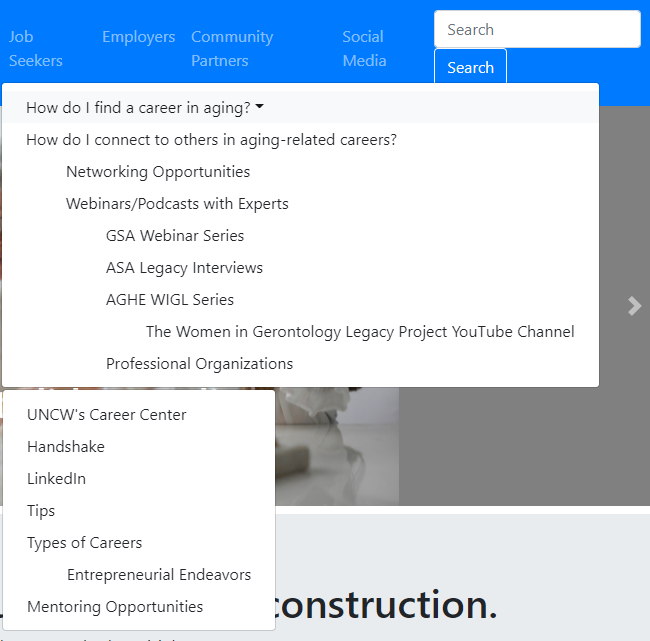 Job Seekers
Employers
Community Partners
Social Media
Search
Search
How do I find a career in aging?
How do I connect to others in aging-related careers?
Networking Opportunities
Webinars/Podcasts with Experts
GSA Webinar Series
ASA Legacy Interviews
AGHE WIGL Series
The Women in Gerontology Legacy Project YouTube Channel
Professional Organizations
UNCW's Career Center
Handshake
LinkedIn
Tips
Types of Careers
Entrepreneurial Endeavors
Mentoring Opportunities
construction.